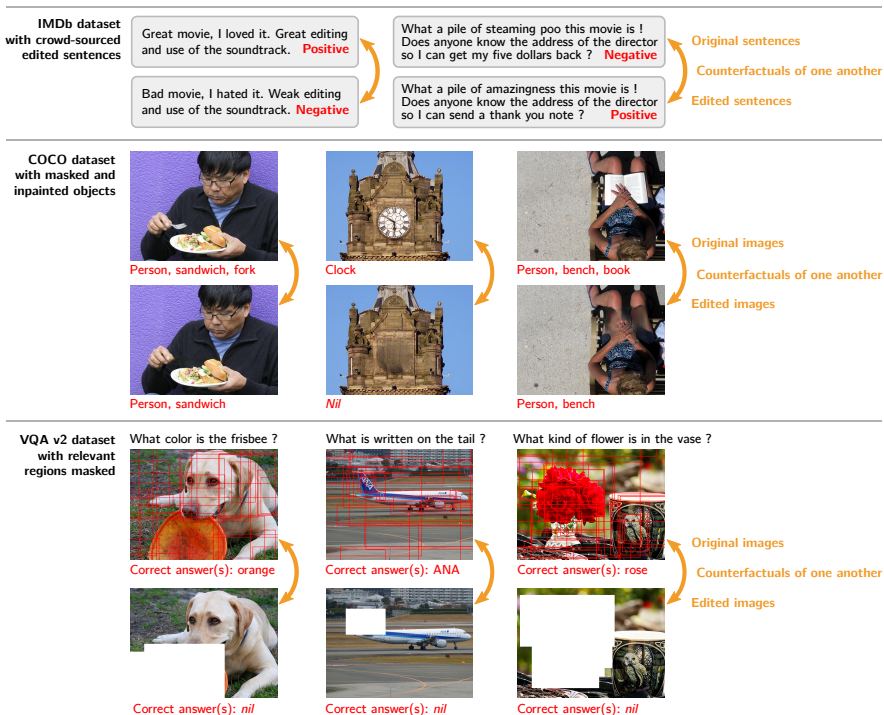 IMDb dataset
with crowd-sourced
edited sentences
Great movie, I loved it. Great editing
and use of the soundtrack. Positive
What a pile of steaming poo this movie is !
Does anyone know the address of the director
so I can get my five dollars back ? Negative
Original sentences
Counterfactuals of one another
Edited sentences
Bad movie, I hated it. Weak editing
and use of the soundtrack. Negative
What a pile of amazingness this movie is !
Does anyone know the address of the director
so I can send a thank you note ? Positive
COCO dataset
with masked and
inpainted objects
Person, sandwich, fork
Clock
Person, bench, book
Original images
Counterfactuals of one another
Edited images
Person, sandwich
Nil
Person, bench
VQA v2 dataset
with relevant
regions masked
What color is the frisbee ?
What is written on the tail ?
What kind of flower is in the vase ?
ANA
Correct answer(s): orange
Correct answer(s): ANA
Correct answer(s): rose
Original images
Counterfactuals of one another
Edited images
Correct answer(s): nil
Correct answer(s): nil
Correct answer(s): nil